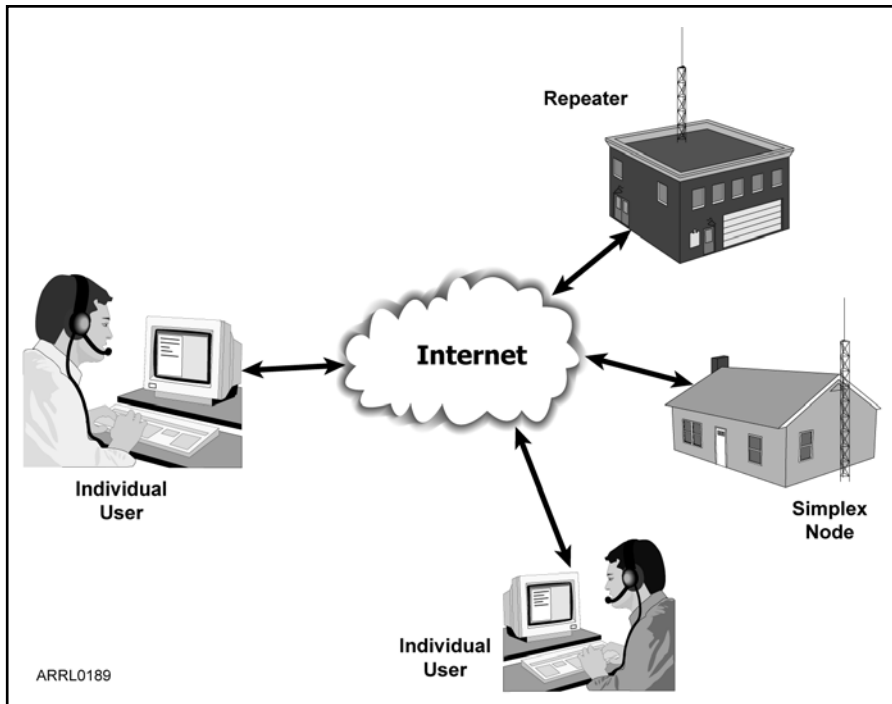 Repeater
Internet
Individual
User
Simplex
Node
Individual
User
ARRL0189